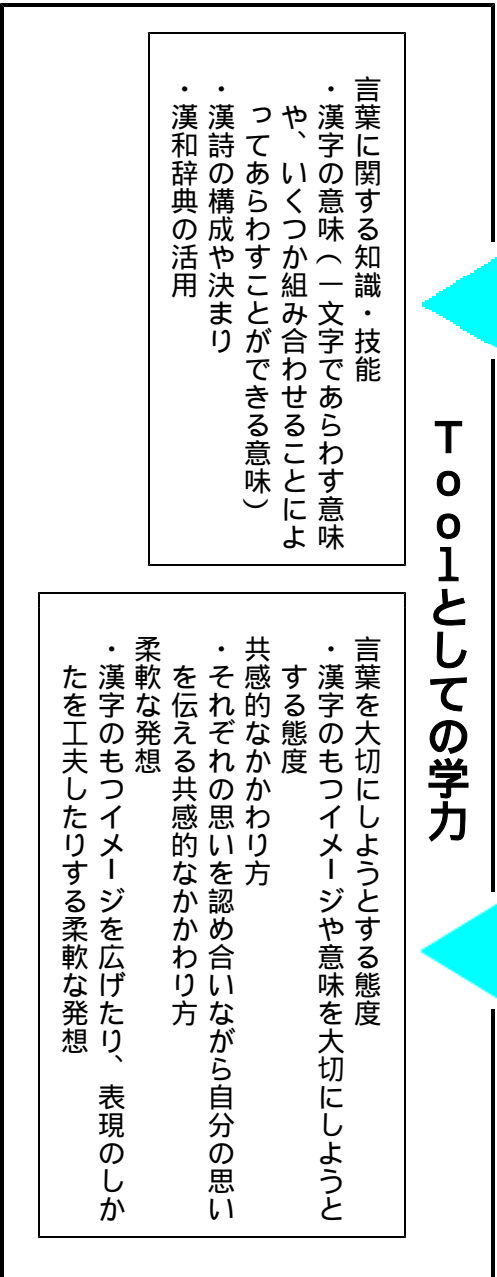 Toolとしての学力
言葉に関する知識・技能
・漢字の意味（一文字であらわす意味
や、いくつか組み合わせることによ
ってあらわすことができる意味）
・漢詩の構成や決まり
・漢和辞典の活用
言葉を大切にしようとする態度
・漢字のもつイメージや意味を大切にしようと
する態度
共感的なかかわり方
・それぞれの思いを認め合いながら自分の思い
を伝える共感的なかかわり方
柔軟な発想
・漢字のもつイメージを広げたり、表現のしか
たを工夫したりする柔軟な発想